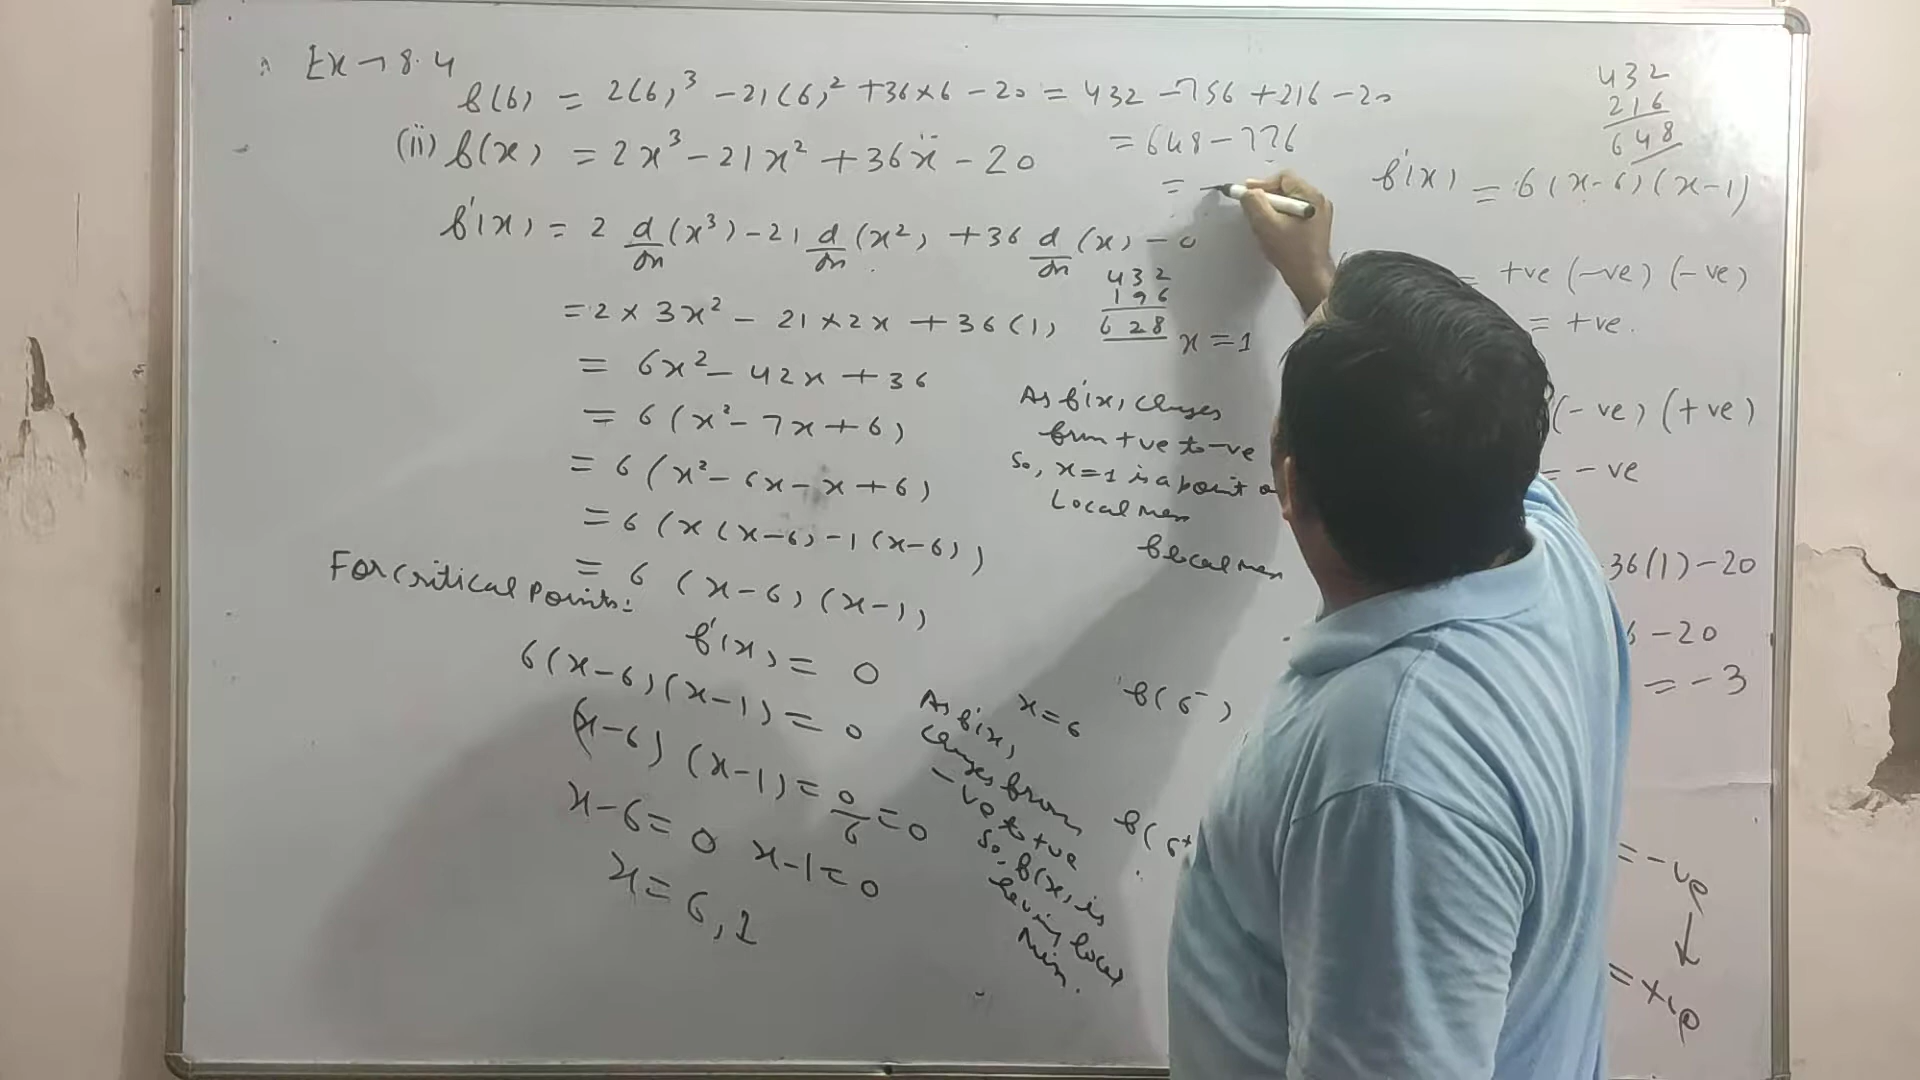 Ex → 8.4
f(6) = 2(6)³ - 21(6)² + 36×6 - 20 = 432 - 756 + 216 - 20
= 648 - 776
= -
(ii) f(x) = 2x³ - 21x² + 36x - 20
f'(x) = 2 d/dx (x³) - 21 d/dx (x²) + 36 d/dx (x) - 0
= 2 × 3x² - 21 × 2x + 36(1)
= 6x² - 42x + 36
= 6(x² - 7x + 6)
= 6(x² - 6x - x + 6)
= 6(x(x-6) - 1(x-6))
= 6(x-6)(x-1)
For critical points:
f'(x) = 0
6(x-6)(x-1) = 0
(x-6)(x-1) = 0/6 = 0
x-6 = 0 x-1 = 0
x = 6, 1
432
196
628
x = 1
As f'(x) changes
from +ve to -ve
So, x=1 is a point
Local max
f local max
x = 6
As f'(x)
changes from
-ve to +ve
So, f(x) is
having local
Min.
f(6⁻)
f(6⁺
432
216
648
f'(x) = 6(x-6)(x-1)
= +ve (-ve) (-ve)
= +ve.
(-ve) (+ve)
= -ve
36(1) - 20
- 20
= -3
= -ve
↓
= +ve